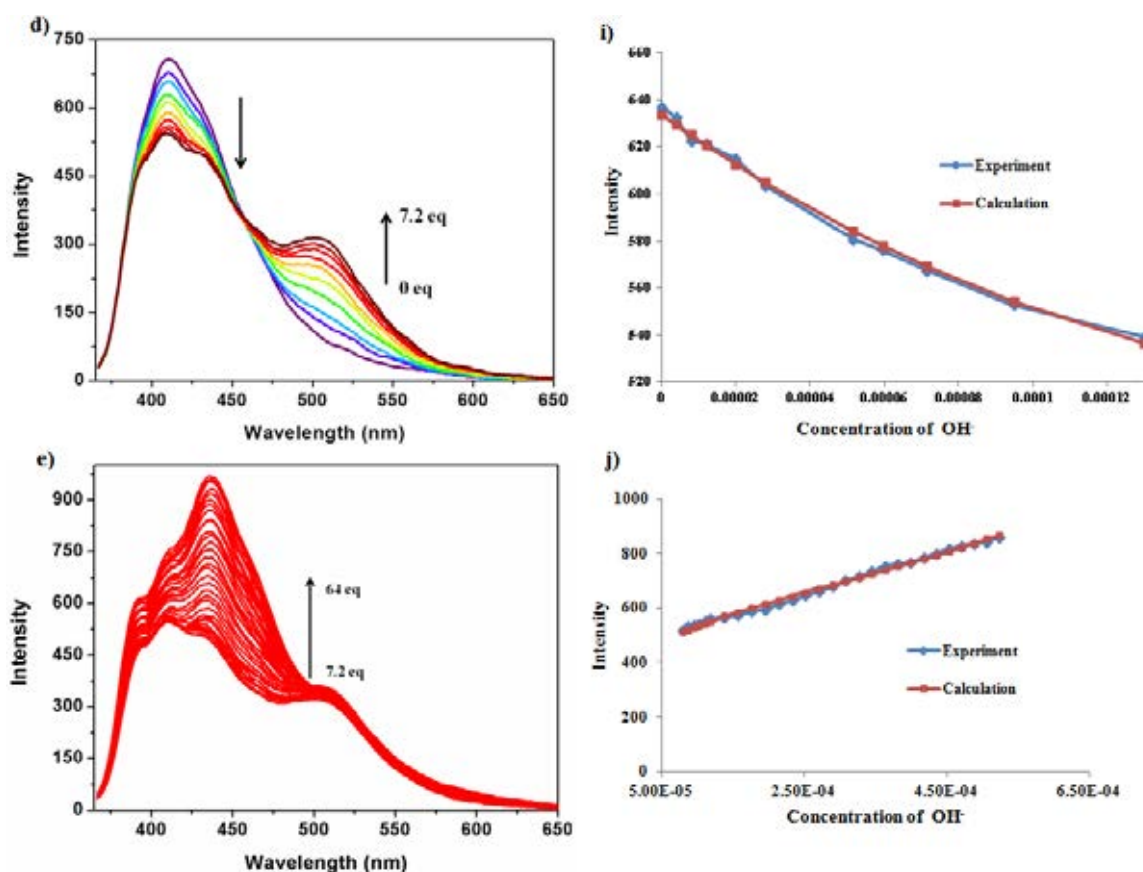 d)
750
600
450
300
150
0
Intensity
7.2 eq
0 eq
400 450 500 550 600 650
Wavelength (nm)
i)
660
640
620
600
580
560
540
520
Intensity
Experiment
Calculation
0 0.00002 0.00004 0.00006 0.00008 0.0001 0.00012
Concentration of OH-
e)
900
750
600
450
300
150
0
Intensity
64 eq
7.2 eq
400 450 500 550 600 650
Wavelength (nm)
j)
1000
800
600
400
200
0
Intensity
Experiment
Calculation
5.00E-05 2.50E-04 4.50E-04 6.50E-04
Concentration of OH-